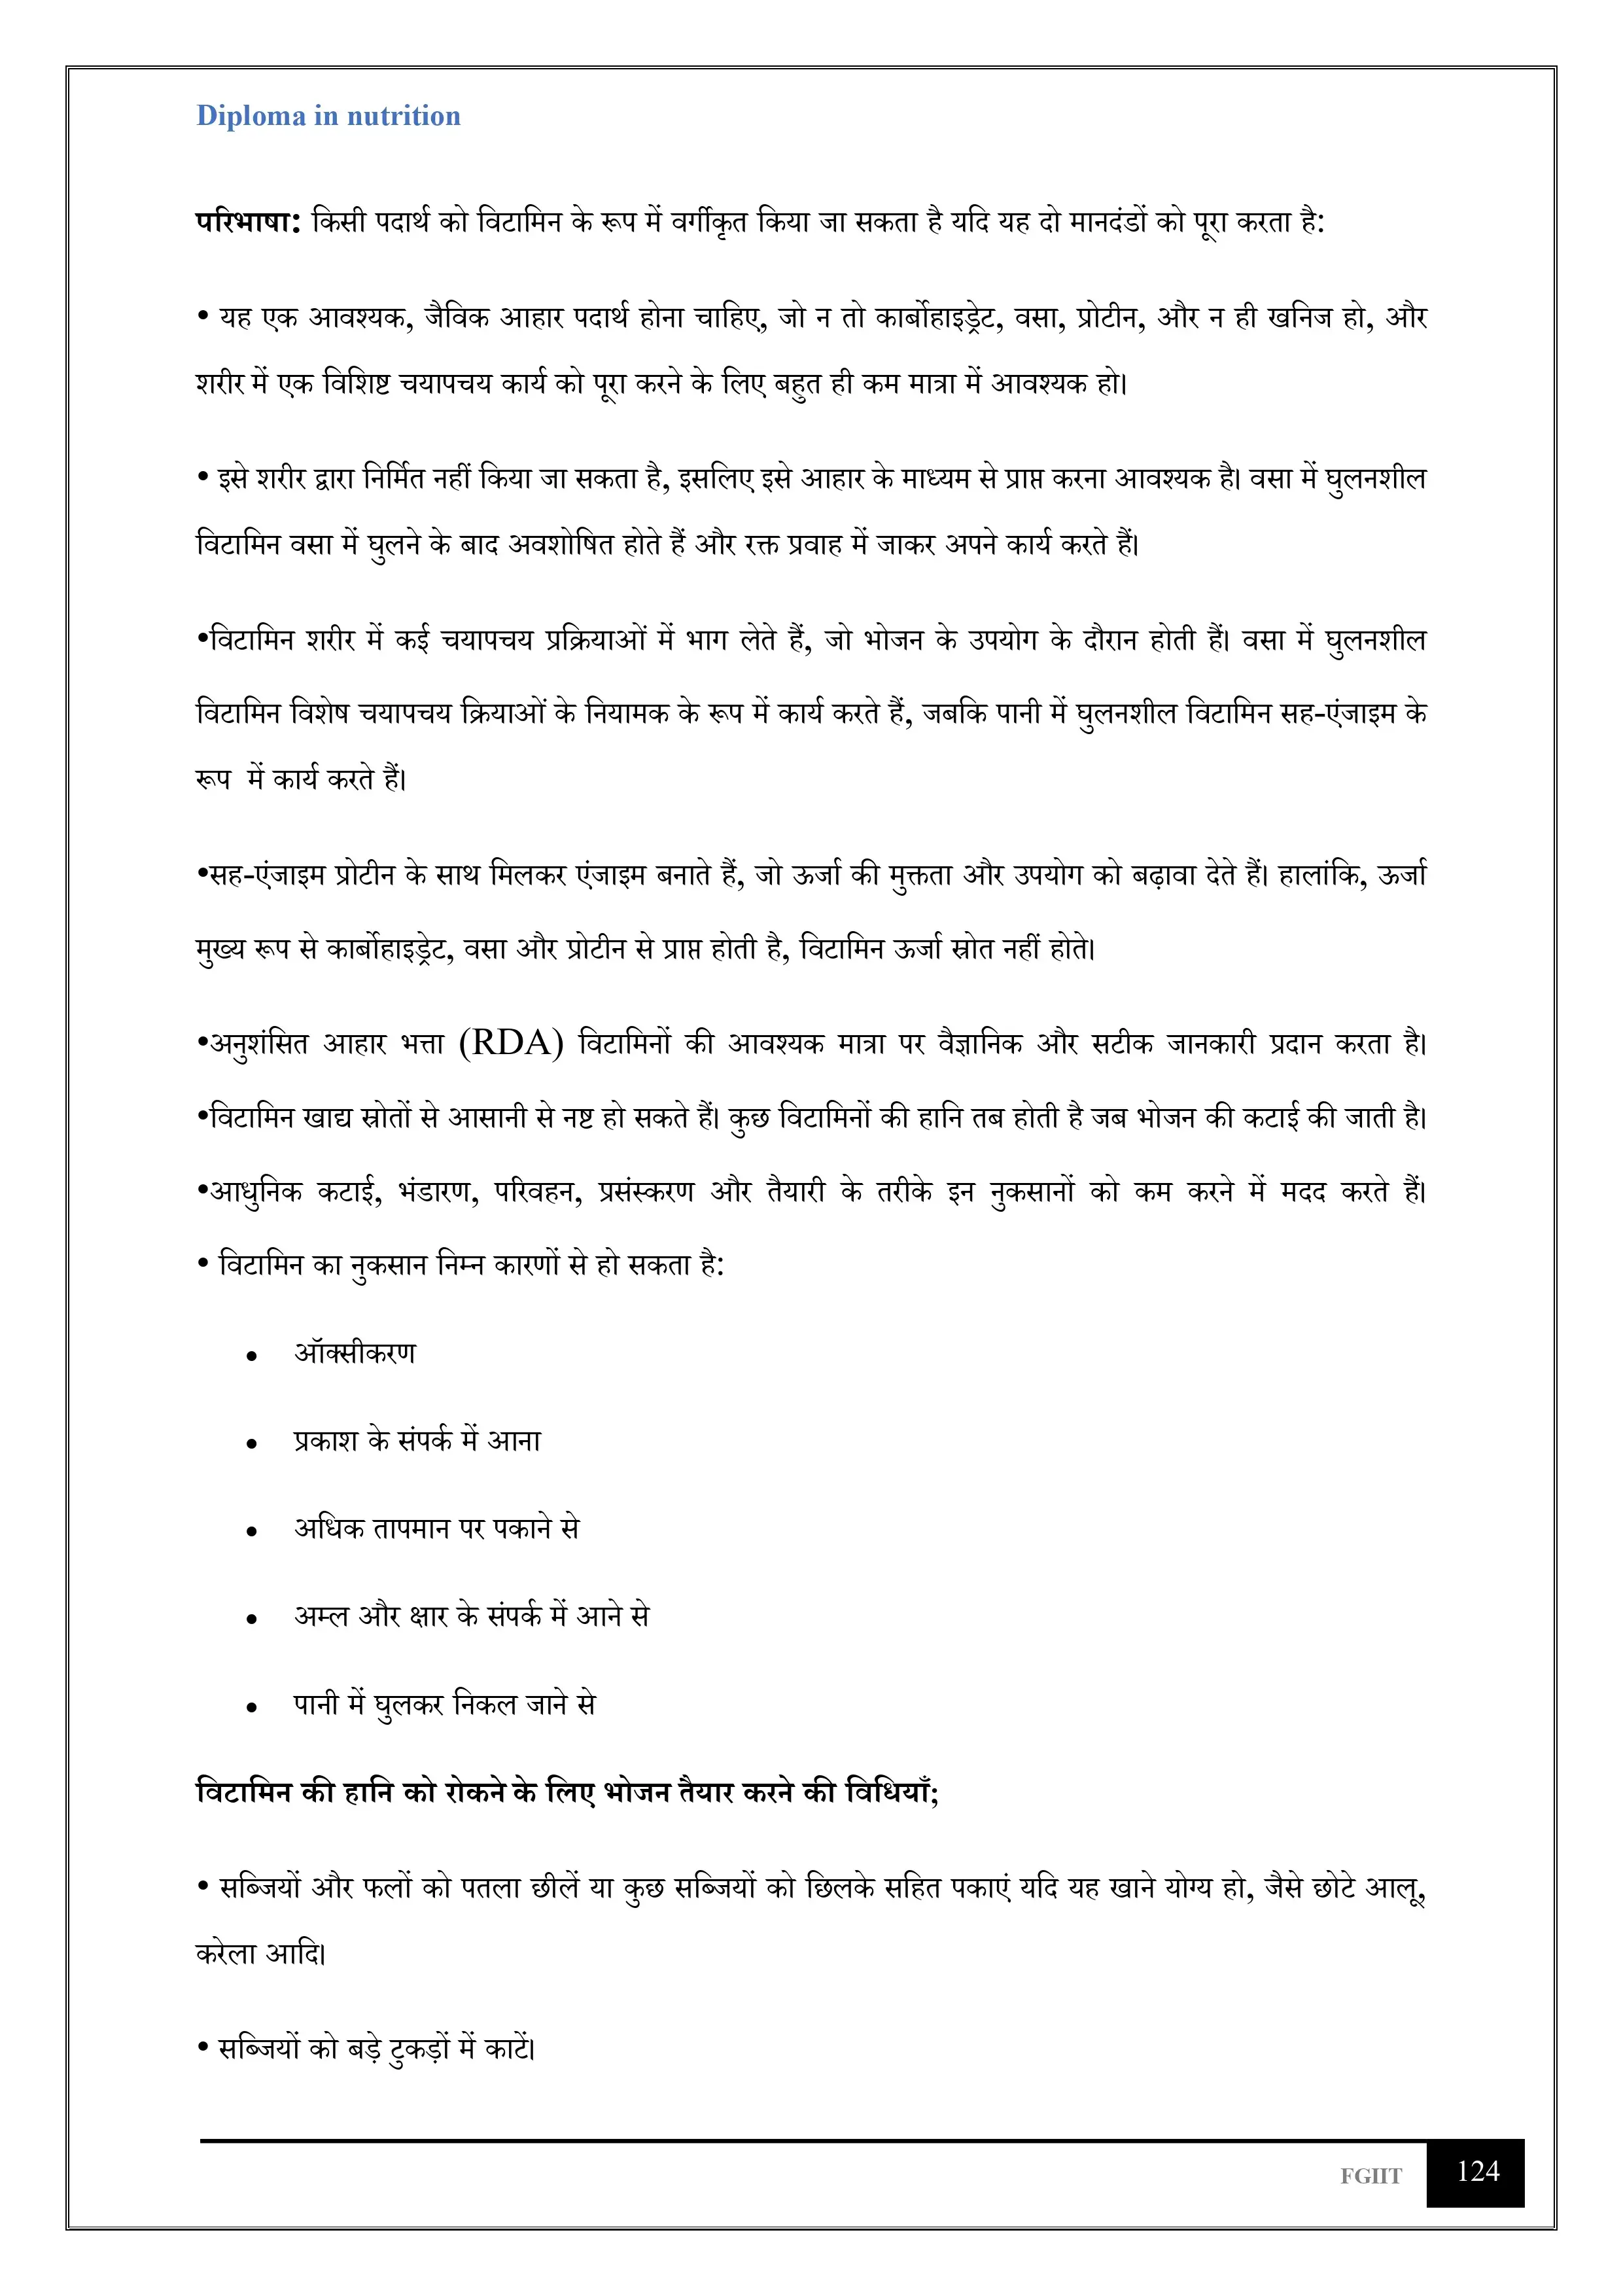 Diploma in nutrition
परिभाषा: किसी पदार्थ को विटामिन के रूप में वर्गीकृत किया जा सकता है यदि यह दो मानदंडों को पूरा करता है:
• यह एक आवश्यक, जैविक आहार पदार्थ होना चाहिए, जो न तो कार्बोहाइड्रेट, वसा, प्रोटीन, और न ही खनिज हो, और
शरीर में एक विशिष्ट चयापचय कार्य को पूरा करने के लिए बहुत ही कम मात्रा में आवश्यक हो।
• इसे शरीर द्वारा निर्मित नहीं किया जा सकता है, इसलिए इसे आहार के माध्यम से प्राप्त करना आवश्यक है। वसा में घुलनशील
विटामिन वसा में घुलने के बाद अवशोषित होते हैं और रक्त प्रवाह में जाकर अपने कार्य करते हैं।
•विटामिन शरीर में कई चयापचय प्रक्रियाओं में भाग लेते हैं, जो भोजन के उपयोग के दौरान होती हैं। वसा में घुलनशील
विटामिन विशेष चयापचय क्रियाओं के नियामक के रूप में कार्य करते हैं, जबकि पानी में घुलनशील विटामिन सह-एंजाइम के
रूप में कार्य करते हैं।
•सह-एंजाइम प्रोटीन के साथ मिलकर एंजाइम बनाते हैं, जो ऊर्जा की मुक्तता और उपयोग को बढ़ावा देते हैं। हालांकि, ऊर्जा
मुख्य रूप से कार्बोहाइड्रेट, वसा और प्रोटीन से प्राप्त होती है, विटामिन ऊर्जा स्रोत नहीं होते।
•अनुशंसित आहार भत्ता (RDA) विटामिनों की आवश्यक मात्रा पर वैज्ञानिक और सटीक जानकारी प्रदान करता है।
•विटामिन खाद्य स्रोतों से आसानी से नष्ट हो सकते हैं। कुछ विटामिनों की हानि तब होती है जब भोजन की कटाई की जाती है।
•आधुनिक कटाई, भंडारण, परिवहन, प्रसंस्करण और तैयारी के तरीके इन नुकसानों को कम करने में मदद करते हैं।
• विटामिन का नुकसान निम्न कारणों से हो सकता है:
• ऑक्सीकरण
• प्रकाश के संपर्क में आना
• अधिक तापमान पर पकाने से
• अम्ल और क्षार के संपर्क में आने से
• पानी में घुलकर निकल जाने से
विटामिन की हानि को रोकने के लिए भोजन तैयार करने की विधियाँ;
• सब्जियों और फलों को पतला छीलें या कुछ सब्जियों को छिलके सहित पकाएं यदि यह खाने योग्य हो, जैसे छोटे आलू,
करेला आदि।
• सब्जियों को बड़े टुकड़ों में काटें।
FGIIT 124